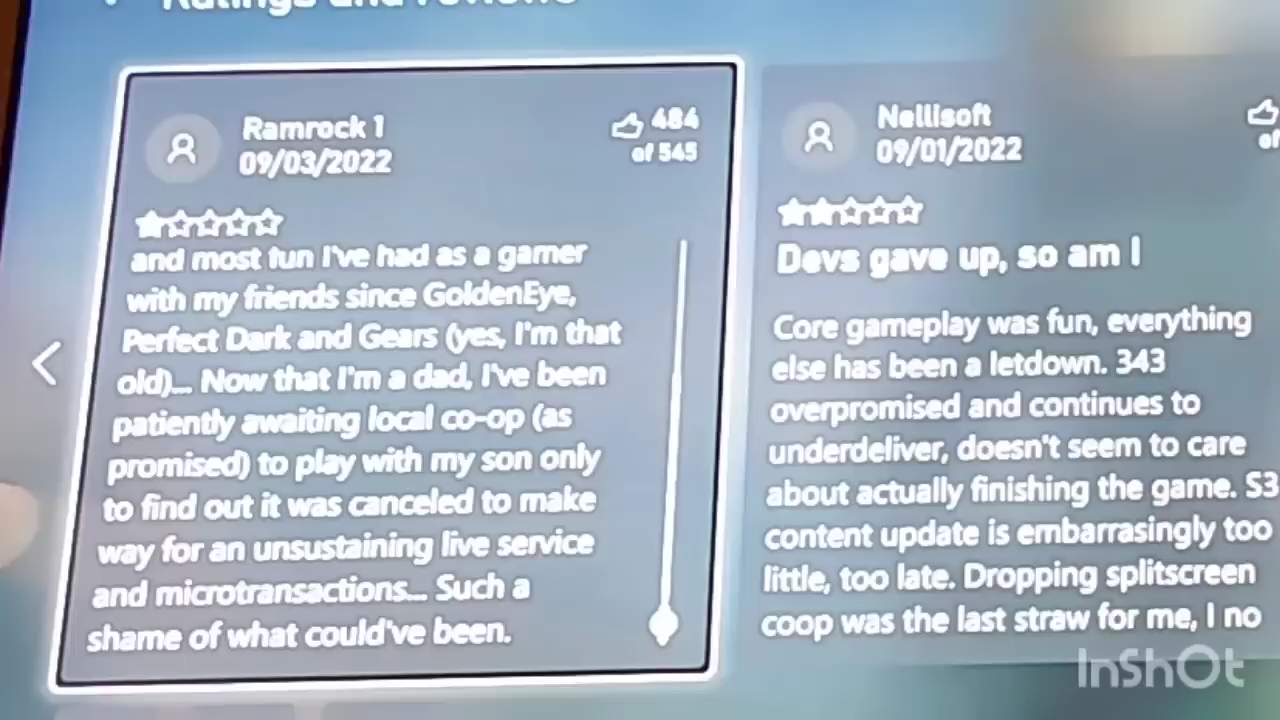 Ratings and reviews
Ramrock 1
09/03/2022
484
of 545
and most fun I've had as a gamer
with my friends since GoldenEye,
Perfect Dark and Gears (yes, I'm that
old)... Now that I'm a dad, I've been
patiently awaiting local co-op (as
promised) to play with my son only
to find out it was canceled to make
way for an unsustaining live service
and microtransactions... Such a
shame of what could've been.
Nellisoft
09/01/2022
of
Devs gave up, so am I
Core gameplay was fun, everything
else has been a letdown. 343
overpromised and continues to
underdeliver, doesn't seem to care
about actually finishing the game. S3
content update is embarrasingly too
little, too late. Dropping splitscreen
coop was the last straw for me, I no
InShOt